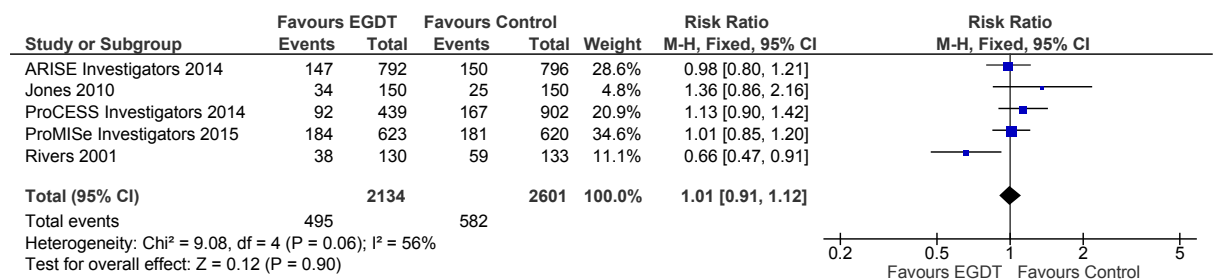 Favours EGDT Favours Control Risk Ratio Risk Ratio
Study or Subgroup Events Total Events Total Weight M-H, Fixed, 95% CI M-H, Fixed, 95% CI
ARISE Investigators 2014 147 792 150 796 28.6% 0.98 [0.80, 1.21]
Jones 2010 34 150 25 150 4.8% 1.36 [0.86, 2.16]
ProCESS Investigators 2014 92 439 167 902 20.9% 1.13 [0.90, 1.42]
ProMISe Investigators 2015 184 623 181 620 34.6% 1.01 [0.85, 1.20]
Rivers 2001 38 130 59 133 11.1% 0.66 [0.47, 0.91]
Total (95% CI) 2134 2601 100.0% 1.01 [0.91, 1.12]
Total events 495 582
Heterogeneity: Chi² = 9.08, df = 4 (P = 0.06); I² = 56%
Test for overall effect: Z = 0.12 (P = 0.90)
0.2 0.5 1 2 5
Favours EGDT Favours Control